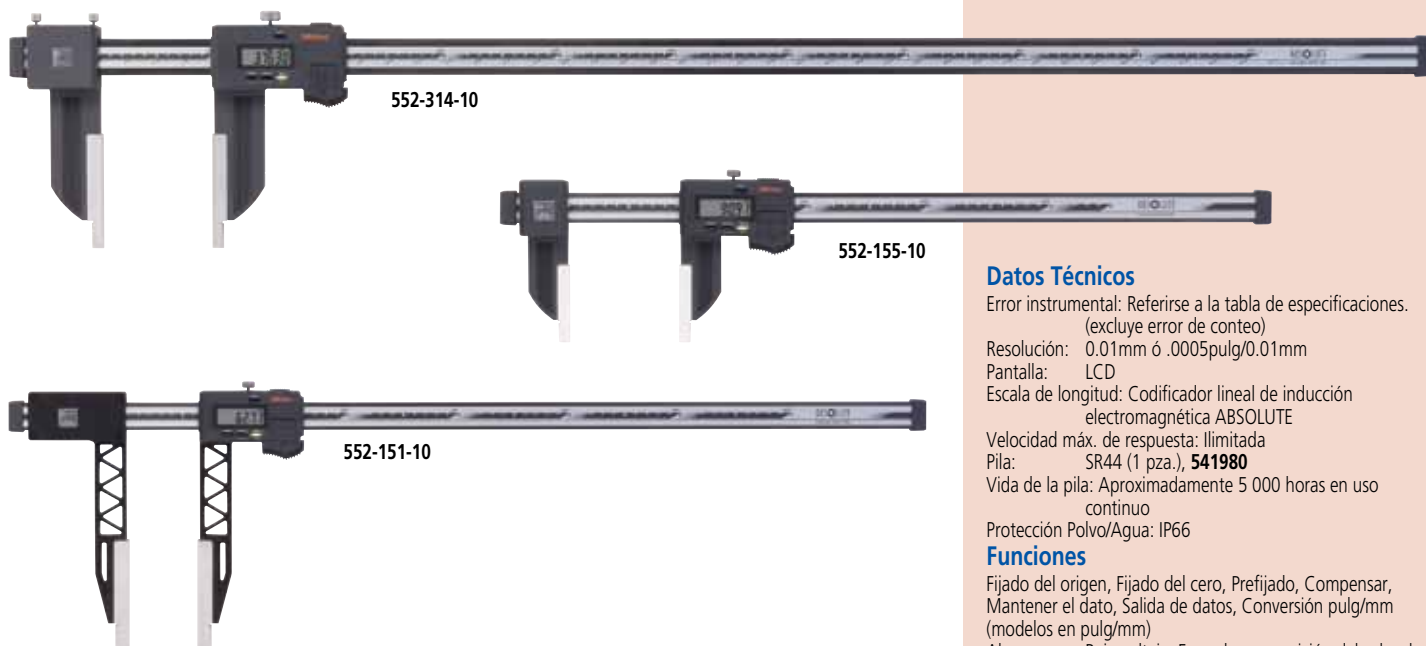 552-314-10
552-155-10
552-151-10
Datos Técnicos
Error instrumental: Referirse a la tabla de especificaciones.
(excluye error de conteo)
Resolución: 0.01mm ó .0005pulg/0.01mm
Pantalla: LCD
Escala de longitud: Codificador lineal de inducción
electromagnética ABSOLUTE
Velocidad máx. de respuesta: Ilimitada
Pila: SR44 (1 pza.), 541980
Vida de la pila: Aproximadamente 5 000 horas en uso
continuo
Protección Polvo/Agua: IP66
Funciones
Fijado del origen, Fijado del cero, Prefijado, Compensar,
Mantener el dato, Salida de datos, Conversión pulg/mm
(modelos en pulg/mm)